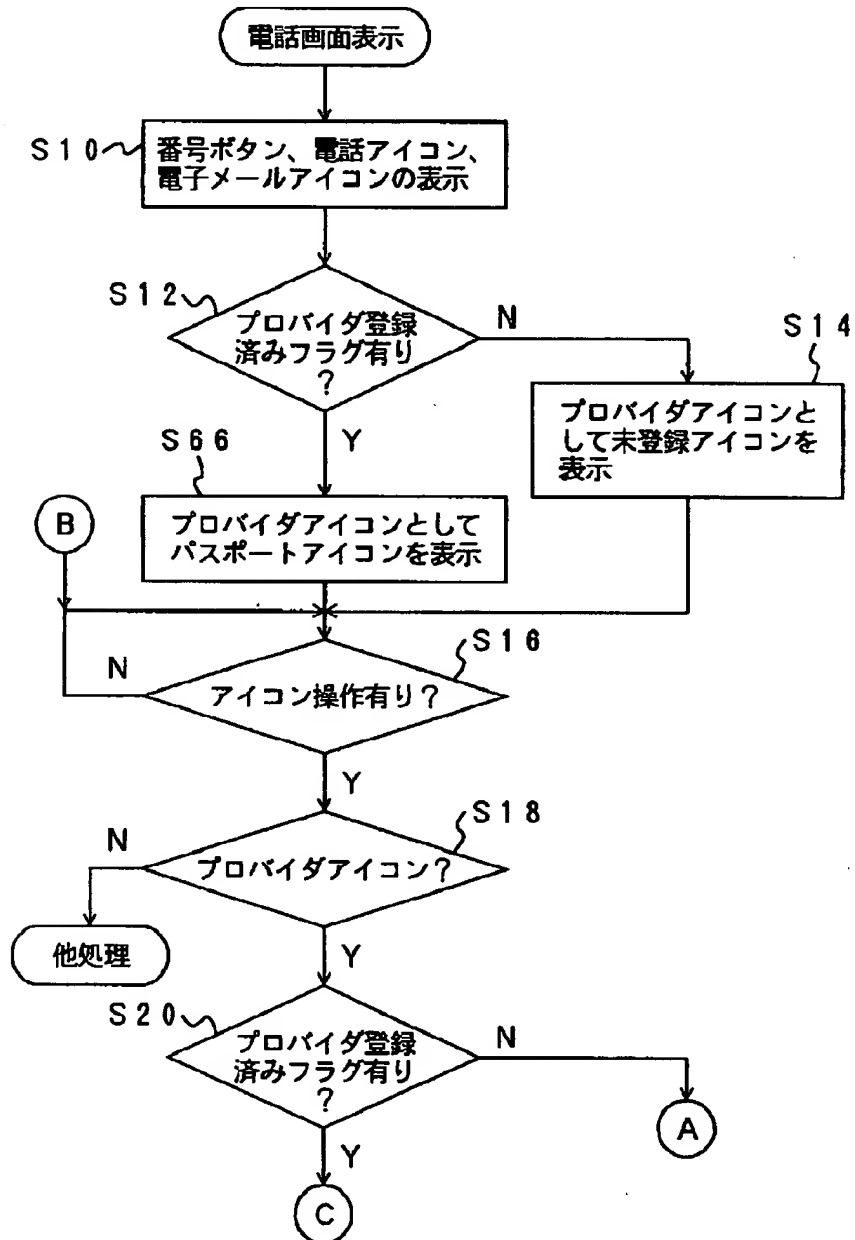 電話画面表示
S10
番号ボタン、電話アイコン、
電子メールアイコンの表示
S12
プロバイダ登録
済みフラグ有り
?
N
S14
プロバイダアイコンと
して未登録アイコンを
表示
Y
S66
B
プロバイダアイコンとして
パスポートアイコンを表示
S16
N
アイコン操作有り?
Y
S18
N
プロバイダアイコン?
他処理
Y
S20
プロバイダ登録
済みフラグ有り
?
N
A
Y
C